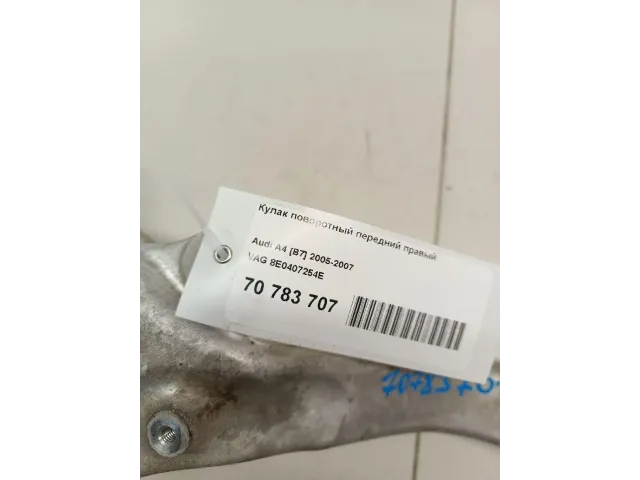 Кулак поворотный передний правый
Audi A4 [B7] 2005-2007
VAG 8E0407254E
70 783 707